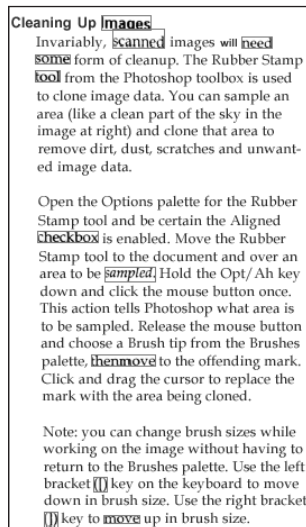 Cleaning Up Images
Invariably, scanned images will need
some form of cleanup. The Rubber Stamp
tool from the Photoshop toolbox is used
to clone image data. You can sample an
area (like a clean part of the sky in the
image at right) and clone that area to
remove dirt, dust, scratches and unwant-
ed image data.
Open the Options palette for the Rubber
Stamp tool and be certain the Aligned
checkbox is enabled. Move the Rubber
Stamp tool to the document and over an
area to be sampled. Hold the Opt/Ah key
down and click the mouse button once.
This action tells Photoshop what area is
to be sampled. Release the mouse button
and choose a Brush tip from the Brushes
palette, thenmove to the offending mark.
Click and drag the cursor to replace the
mark with the area being cloned.
Note: you can change brush sizes while
working on the image without having to
return to the Brushes palette. Use the left
bracket ([) key on the keyboard to move
down in brush size. Use the right bracket
(]) key to move up in brush size.